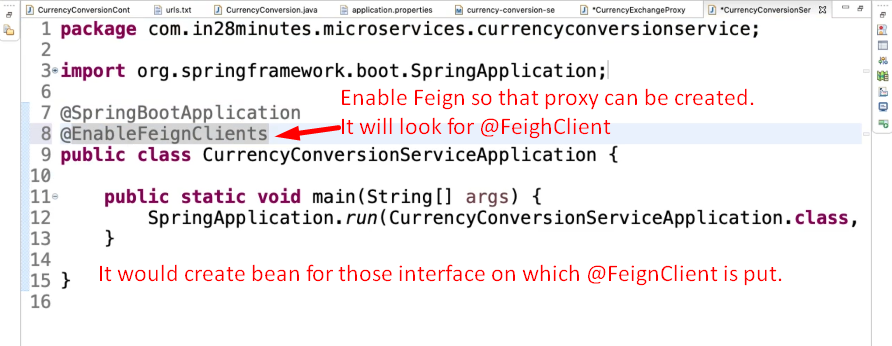 CurrencyConversionCont urls.txt CurrencyConversion.java application.properties currency-conversion-se *CurrencyExchangeProxy *CurrencyConversionSer
1 package com.in28minutes.microservices.currencyconversionservice;
2
3 import org.springframework.boot.SpringApplication;
6
7 @SpringBootApplication
Enable Feign so that proxy can be created.
8 @EnableFeignClients
It will look for @FeighClient
9 public class CurrencyConversionServiceApplication {
10
11 public static void main(String[] args) {
12 SpringApplication.run(CurrencyConversionServiceApplication.class,
13 }
14
It would create bean for those interface on which @FeignClient is put.
15 }
16